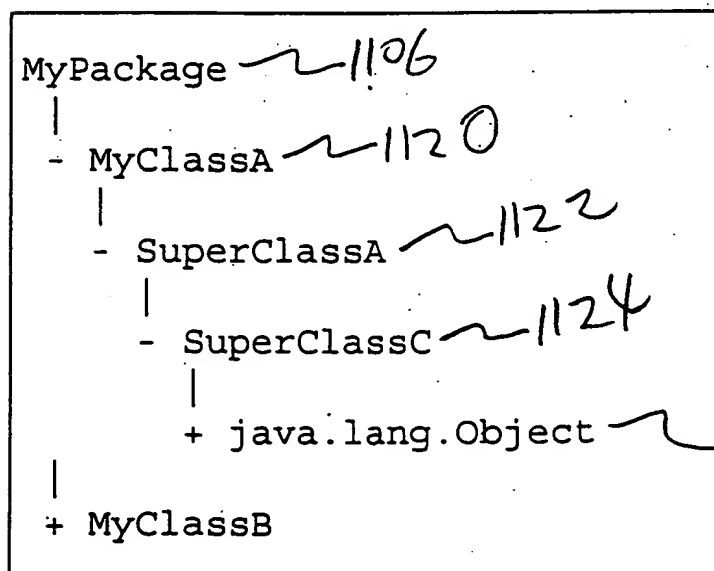 MyPackage 1106
|
- MyClassA 1120
|
- SuperClassA 1122
|
- SuperClassC 1124
|
+ java.lang.Object
|
+ MyClassB